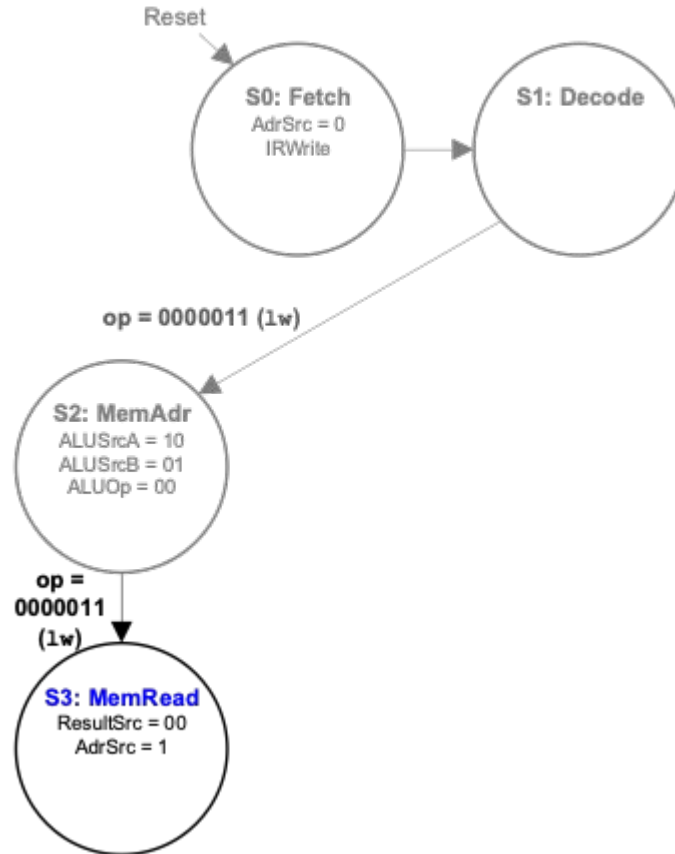 Reset
S0: Fetch
AdrSrc = 0
IRWrite
S1: Decode
op = 0000011 (lw)
S2: MemAdr
ALUSrcA = 10
ALUSrcB = 01
ALUOp = 00
op =
0000011
(lw)
S3: MemRead
ResultSrc = 00
AdrSrc = 1